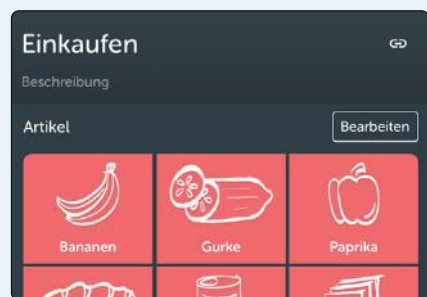 Einkaufen
Beschreibung
Artikel
Bearbeiten
Bananen
Gurke
Paprika